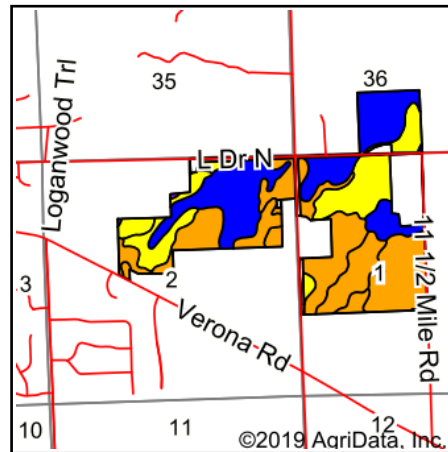 35
36
Loganwood Trl
L Dr N
3
2
1
11 1/2 Mile Rd
Verona Rd
10
11
12
©2019 AgriData, Inc.